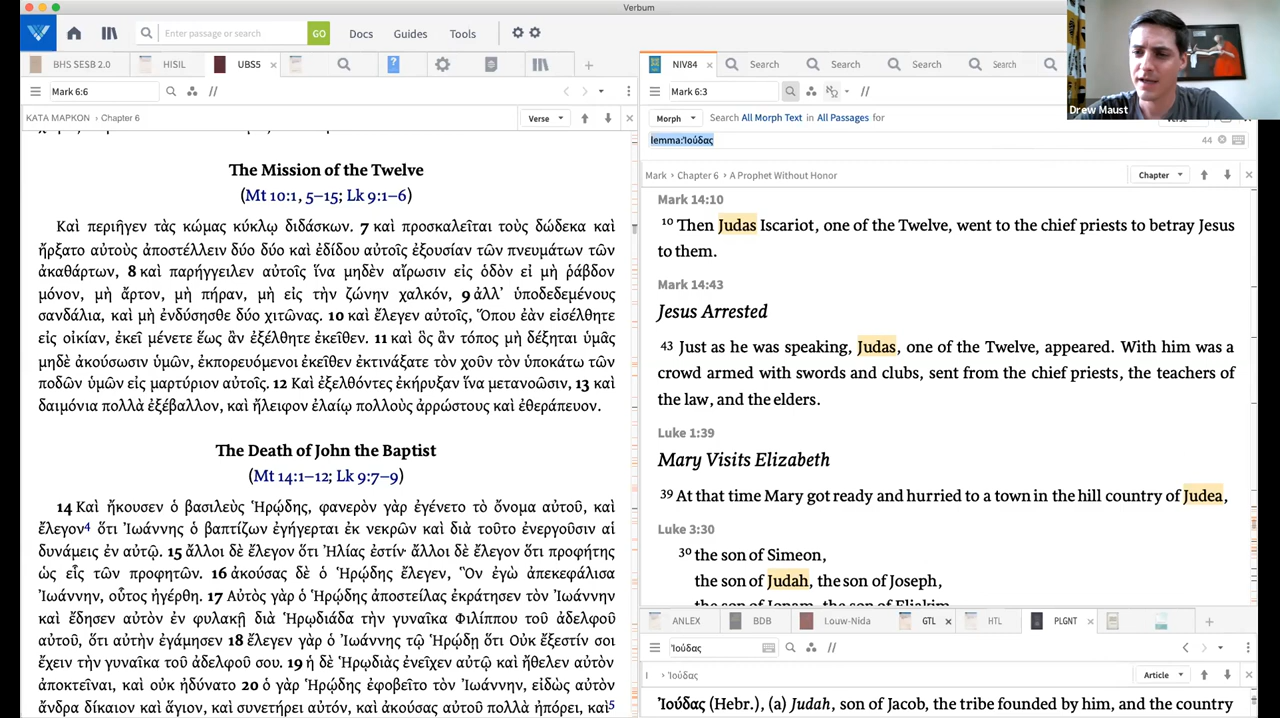 Verbum
Enter passage or search
GO
Docs
Guides
Tools
BHS SESB 2.0
HISIL
UBS5
Mark 6:6
ΚΑΤΑ ΜΑΡΚΟΝ › Chapter 6
Verse
The Mission of the Twelve
(Mt 10:1, 5–15; Lk 9:1–6)
Καὶ περιῆγεν τὰς κώμας κύκλῳ διδάσκων. 7 καὶ προσκαλεῖται τοὺς δώδεκα καὶ
ἤρξατο αὐτοὺς ἀποστέλλειν δύο δύο καὶ ἐδίδου αὐτοῖς ἐξουσίαν τῶν πνευμάτων τῶν
ἀκαθάρτων, 8 καὶ παρήγγειλεν αὐτοῖς ἵνα μηδὲν αἴρωσιν εἰς ὁδὸν εἰ μὴ ῥάβδον
μόνον, μὴ ἄρτον, μὴ πήραν, μὴ εἰς τὴν ζώνην χαλκόν, 9 ἀλλ’ ὑποδεδεμένους
σανδάλια, καὶ μὴ ἐνδύσησθε δύο χιτῶνας. 10 καὶ ἔλεγεν αὐτοῖς, Ὅπου ἐὰν εἰσέλθητε
εἰς οἰκίαν, ἐκεῖ μένετε ἕως ἂν ἐξέλθητε ἐκεῖθεν. 11 καὶ ὃς ἂν τόπος μὴ δέξηται ὑμᾶς
μηδὲ ἀκούσωσιν ὑμῶν, ἐκπορευόμενοι ἐκεῖθεν ἐκτινάξατε τὸν χοῦν τὸν ὑποκάτω τῶν
ποδῶν ὑμῶν εἰς μαρτύριον αὐτοῖς. 12 Καὶ ἐξελθόντες ἐκήρυξαν ἵνα μετανοῶσιν, 13 καὶ
δαιμόνια πολλὰ ἐξέβαλλον, καὶ ἤλειφον ἐλαίῳ πολλοὺς ἀρρώστους καὶ ἐθεράπευον.
The Death of John the Baptist
(Mt 14:1–12; Lk 9:7–9)
14 Καὶ ἤκουσεν ὁ βασιλεὺς Ἡρῴδης, φανερὸν γὰρ ἐγένετο τὸ ὄνομα αὐτοῦ, καὶ
ἔλεγον4 ὅτι Ἰωάννης ὁ βαπτίζων ἐγήγερται ἐκ νεκρῶν καὶ διὰ τοῦτο ἐνεργοῦσιν αἱ
δυνάμεις ἐν αὐτῷ. 15 ἄλλοι δὲ ἔλεγον ὅτι Ἠλίας ἐστίν· ἄλλοι δὲ ἔλεγον ὅτι προφήτης
ὡς εἷς τῶν προφητῶν. 16 ἀκούσας δὲ ὁ Ἡρῴδης ἔλεγεν, Ὃν ἐγὼ ἀπεκεφάλισα
Ἰωάννην, οὗτος ἠγέρθη. 17 Αὐτὸς γὰρ ὁ Ἡρῴδης ἀποστείλας ἐκράτησεν τὸν Ἰωάννην
καὶ ἔδησεν αὐτὸν ἐν φυλακῇ διὰ Ἡρῳδιάδα τὴν γυναῖκα Φιλίππου τοῦ ἀδελφοῦ
αὐτοῦ, ὅτι αὐτὴν ἐγάμησεν· 18 ἔλεγεν γὰρ ὁ Ἰωάννης τῷ Ἡρῴδῃ ὅτι Οὐκ ἔξεστίν σοι
ἔχειν τὴν γυναῖκα τοῦ ἀδελφοῦ σου. 19 ἡ δὲ Ἡρῳδιὰς ἐνεῖχεν αὐτῷ καὶ ἤθελεν αὐτὸν
ἀποκτεῖναι, καὶ οὐκ ἠδύνατο· 20 ὁ γὰρ Ἡρῴδης ἐφοβεῖτο τὸν Ἰωάννην, εἰδὼς αὐτὸν
ἄνδρα δίκαιον καὶ ἅγιον, καὶ συνετήρει αὐτόν, καὶ ἀκούσας αὐτοῦ πολλὰ ἠπόρει, καὶ5
NIV84
Search
Search
Search
Search
Drew Maust
Mark 6:3
Morph
Search All Morph Text in All Passages for
lemma:Ἰούδας
44
Mark › Chapter 6 › A Prophet Without Honor
Chapter
Mark 14:10
10 Then Judas Iscariot, one of the Twelve, went to the chief priests to betray Jesus
to them.
Mark 14:43
Jesus Arrested
43 Just as he was speaking, Judas, one of the Twelve, appeared. With him was a
crowd armed with swords and clubs, sent from the chief priests, the teachers of
the law, and the elders.
Luke 1:39
Mary Visits Elizabeth
39 At that time Mary got ready and hurried to a town in the hill country of Judea,
Luke 3:30
30 the son of Simeon,
the son of Judah, the son of Joseph,
the son of Jonam, the son of Eliakim
ANLEX
BDB
Louw-Nida
GTL
HTL
PLGNT
Ἰούδας
I › Ἰούδας
Article
Ἰούδας (Hebr.), (a) Judah, son of Jacob, the tribe founded by him, and the country